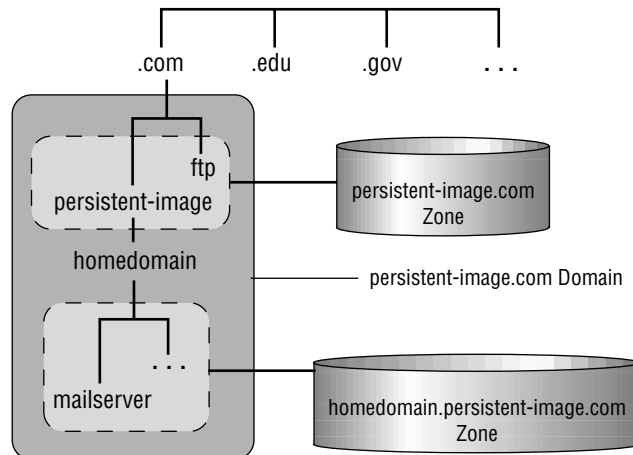 .com .edu .gov ...
ftp
persistent-image
persistent-image.com
Zone
homedomain
persistent-image.com Domain
...
mailserver
homedomain.persistent-image.com
Zone